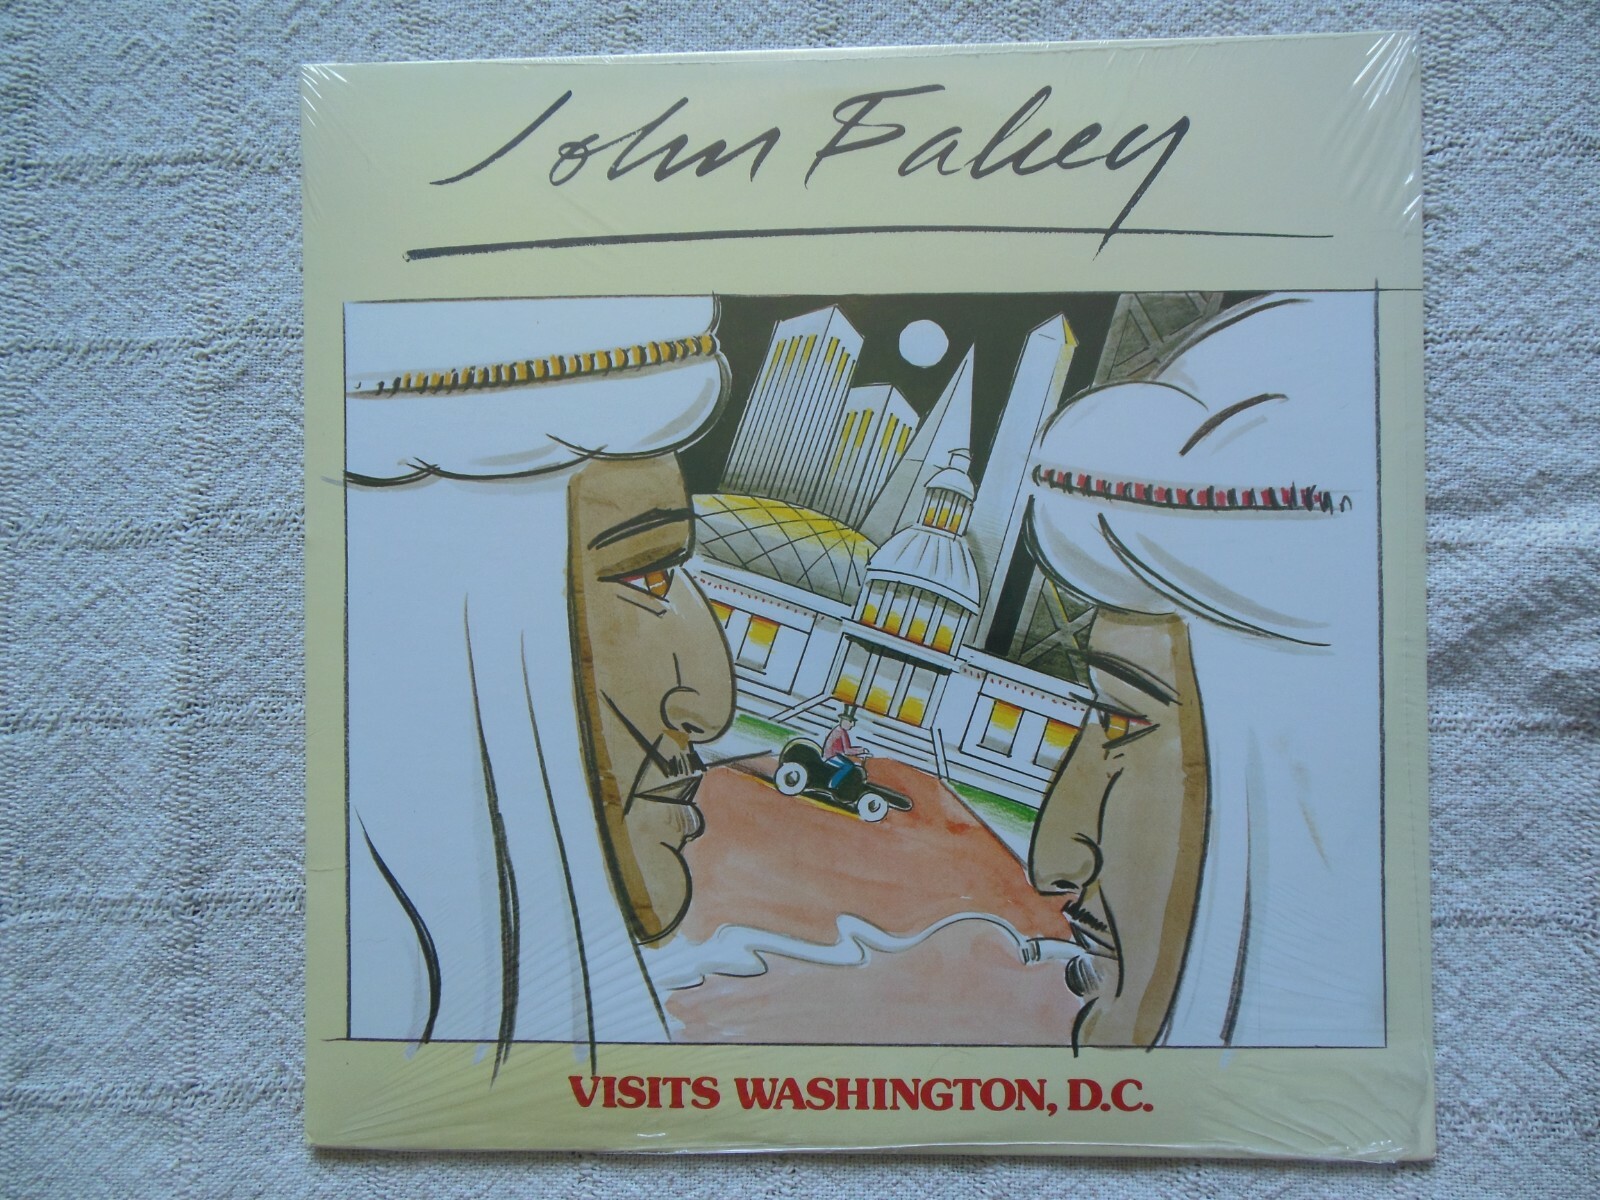 John Fahey
VISITS WASHINGTON, D.C.